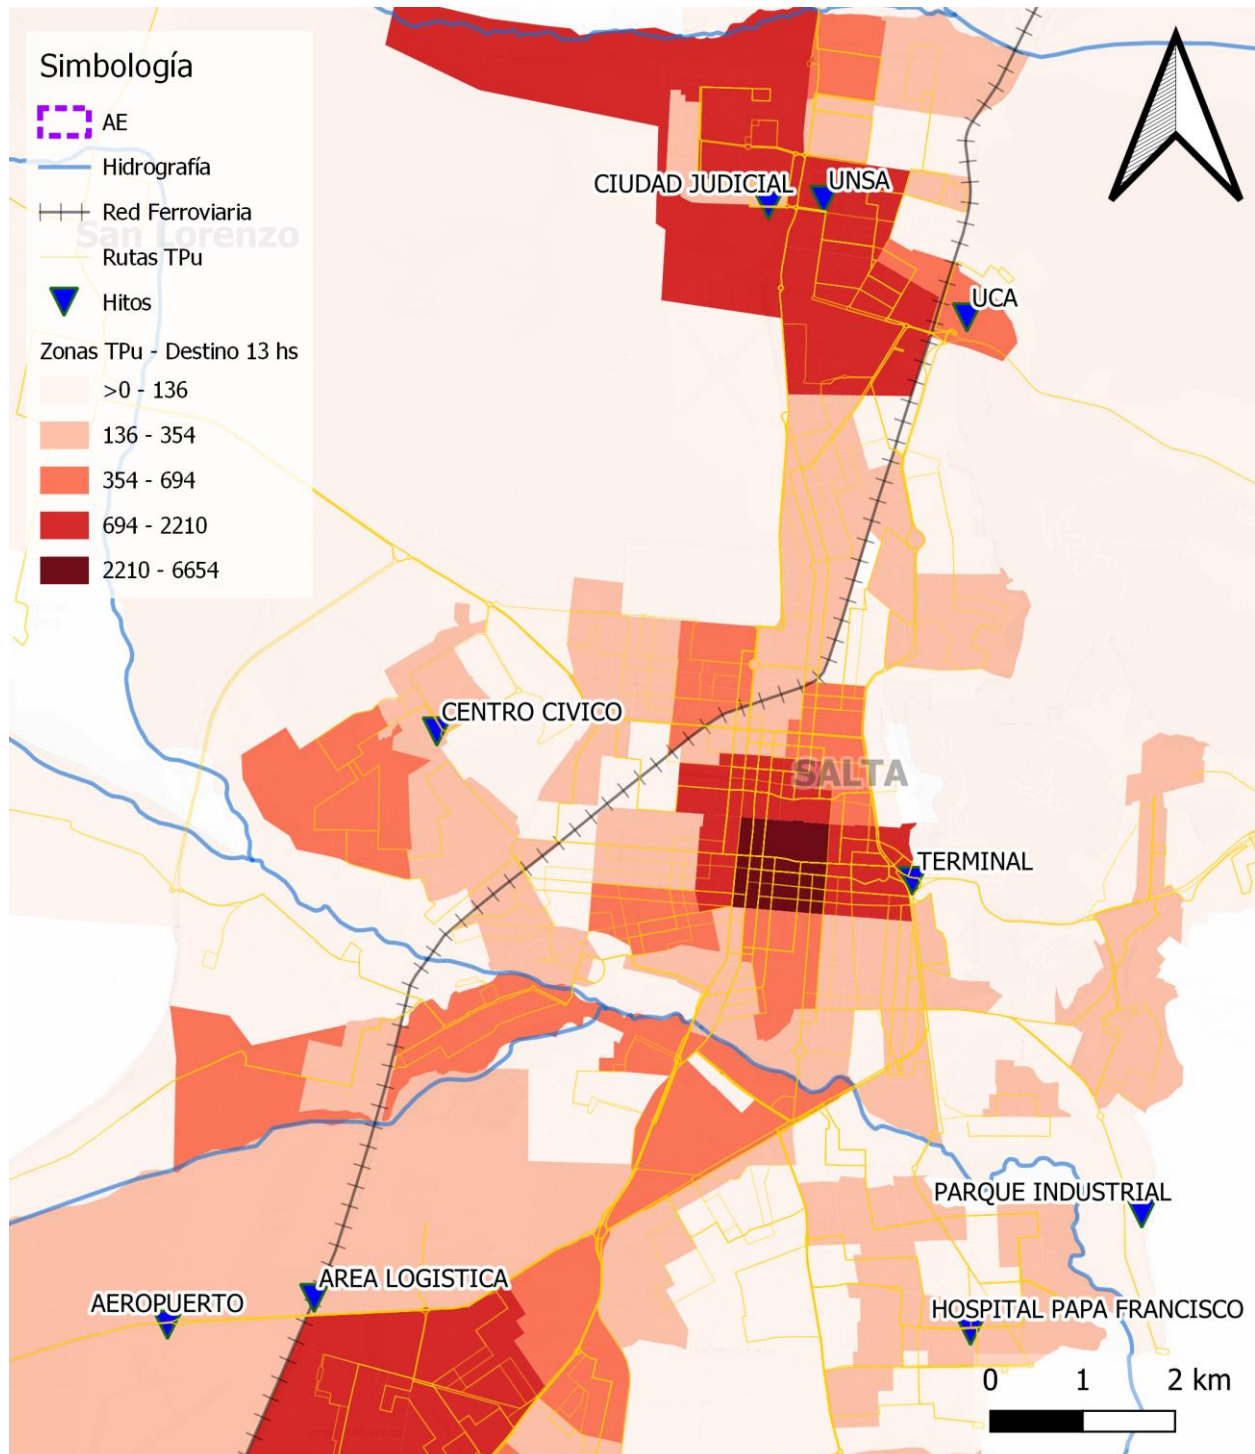 Simbología
AE
Hidrografía
Red Ferroviaria
San Lorenzo
Rutas TPu
Hitos
Zonas TPu - Destino 13 hs
>0 - 136
136 - 354
354 - 694
694 - 2210
2210 - 6654
CIUDAD JUDICIAL
UNSA
UCA
CENTRO CIVICO
SALTA
TERMINAL
PARQUE INDUSTRIAL
AREA LOGISTICA
AEROPUERTO
HOSPITAL PAPA FRANCISCO
0 1 2 km